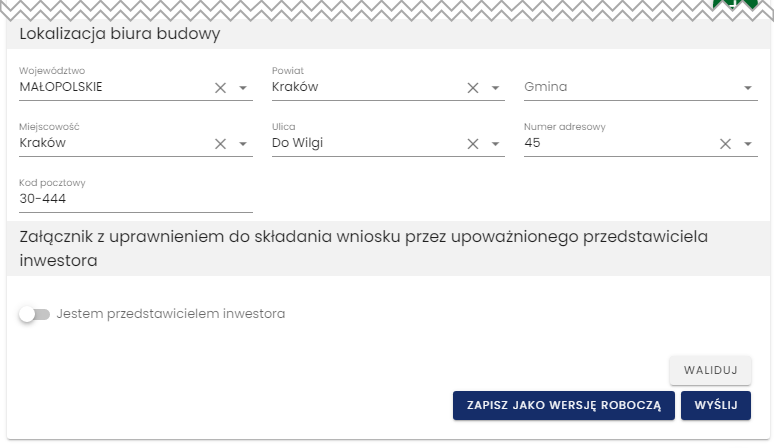 Lokalizacja biura budowy
Województwo
MAŁOPOLSKIE
Powiat
Kraków
Gmina
Miejscowość
Kraków
Ulica
Do Wilgi
Numer adresowy
45
Kod pocztowy
30-444
Załącznik z uprawnieniem do składania wniosku przez upoważnionego przedstawiciela
inwestora
Jestem przedstawicielem inwestora
WALIDUJ
ZAPISZ JAKO WERSJĘ ROBOCZĄ
WYŚLIJ